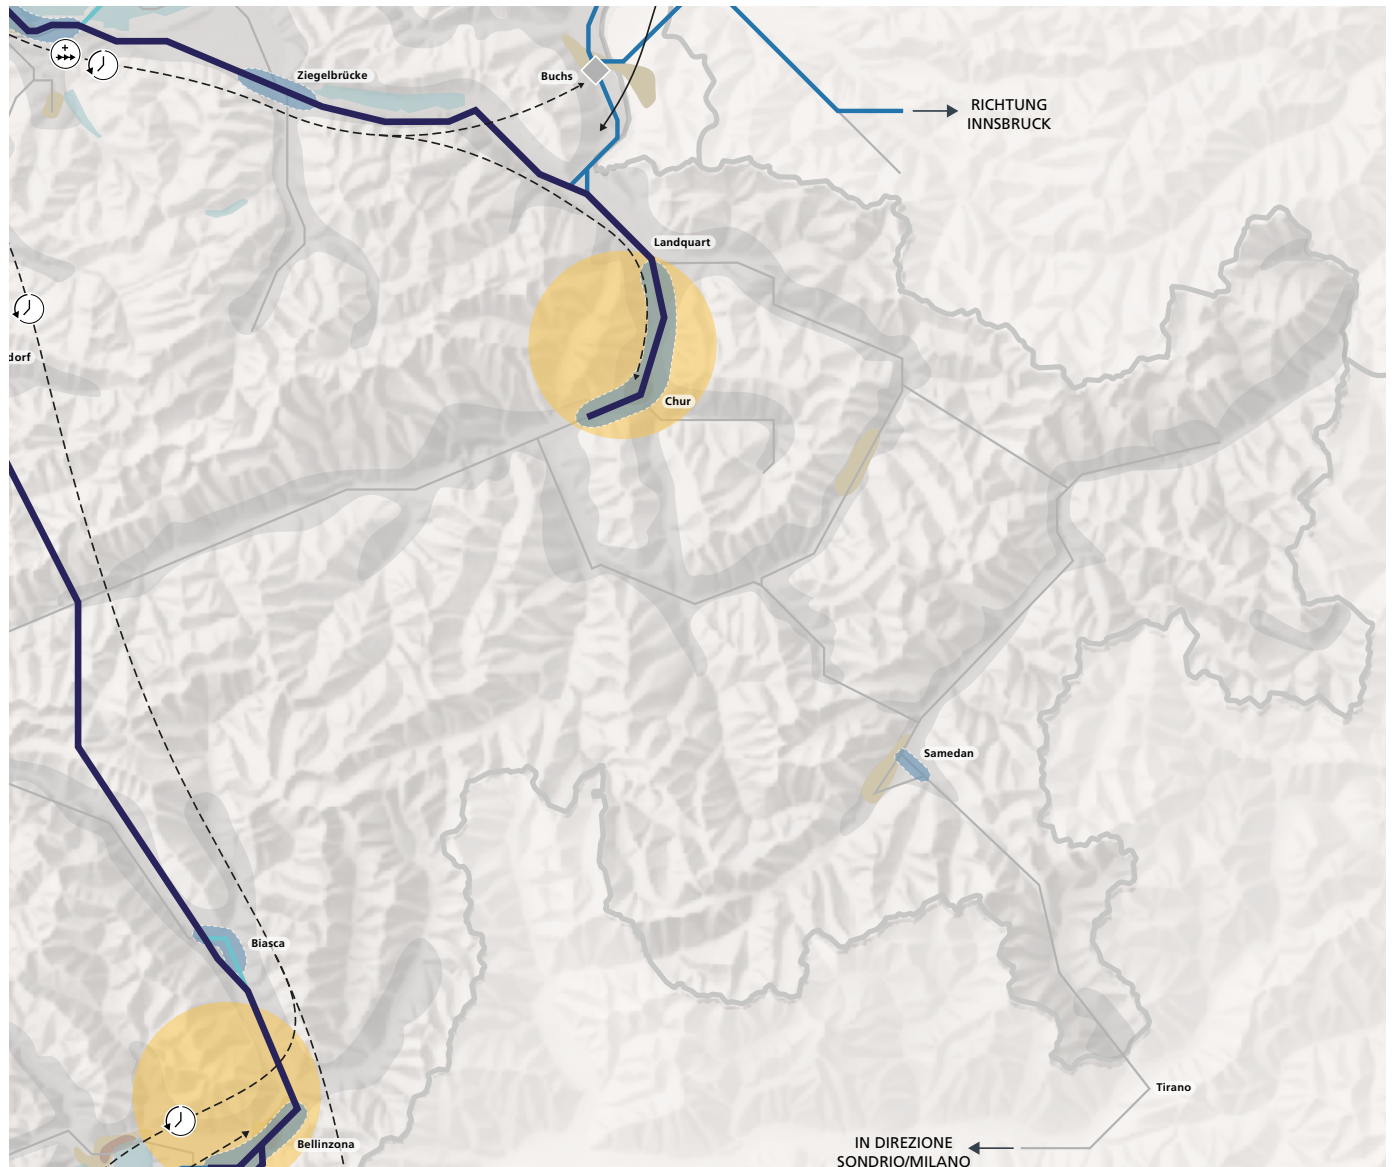 Ziegelbrücke
Buchs
RICHTUNG
INNSBRUCK
Landquart
dorf
Chur
Samedan
Biasca
Tirano
Bellinzona
IN DIREZIONE
SONDRIO/MILANO